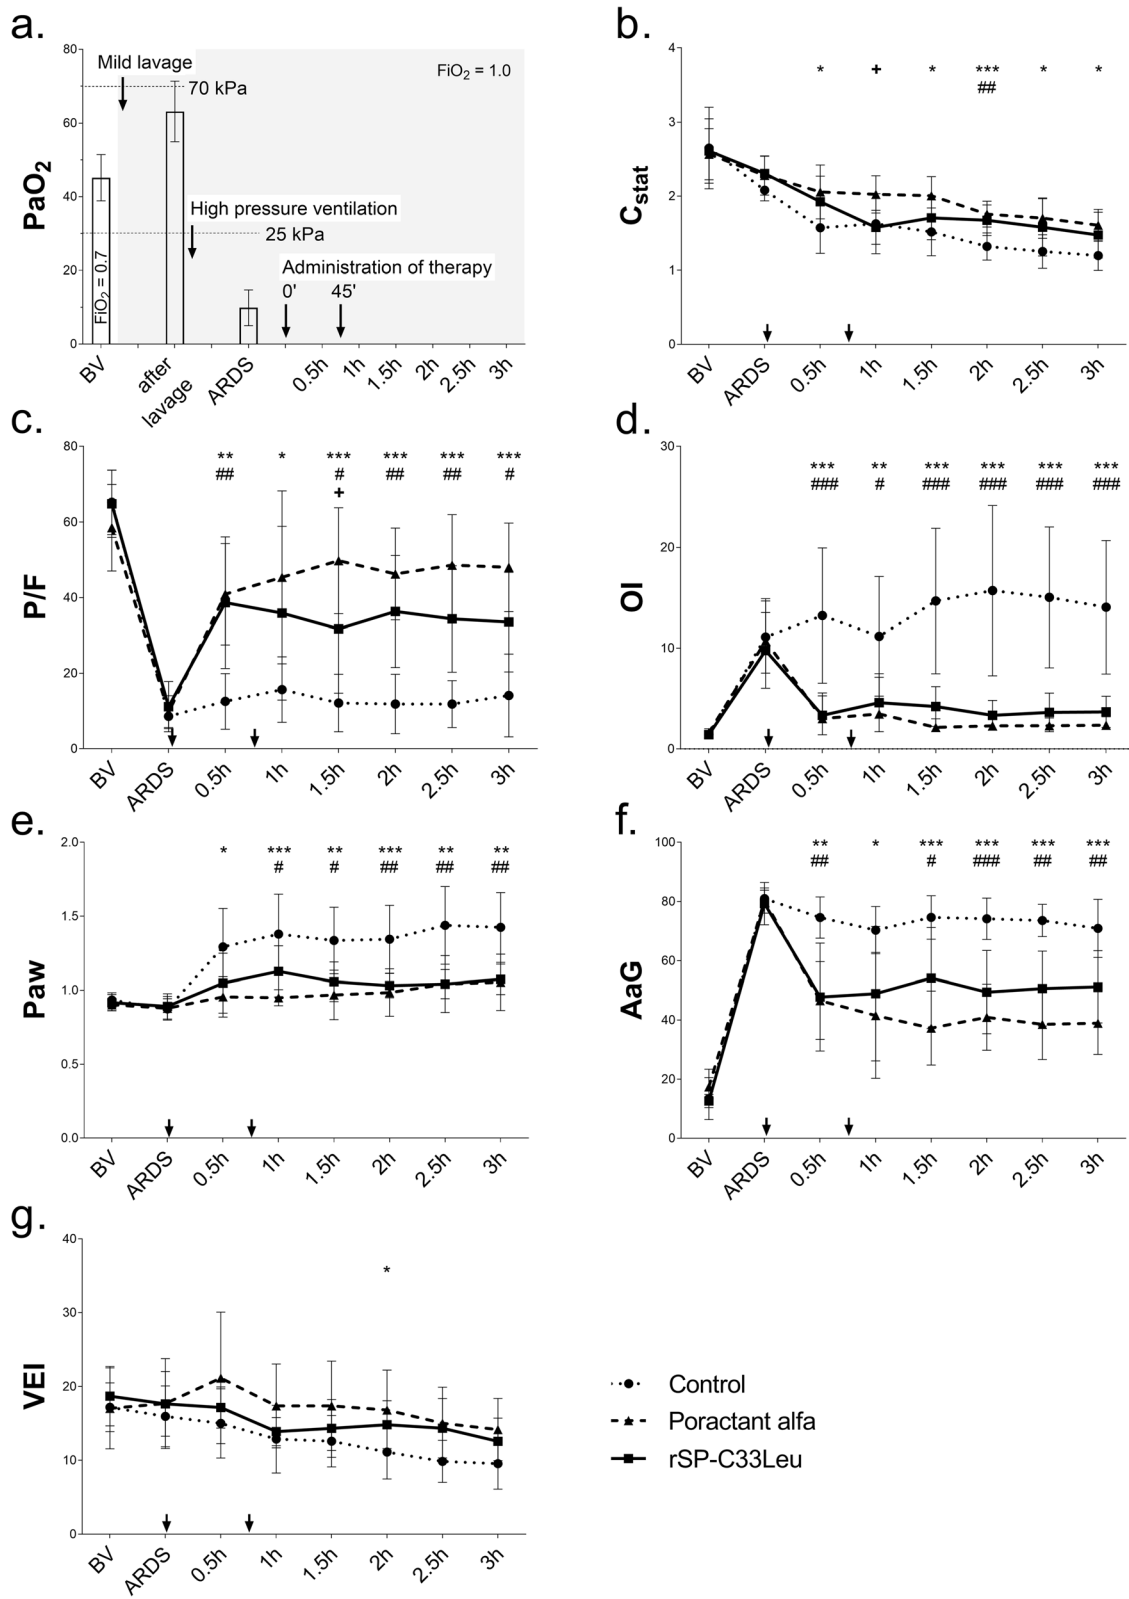 a.
80
60
40
20
0
PaO2
Mild lavage
70 kPa
FiO2 = 1.0
High pressure ventilation
25 kPa
Administration of therapy
0' 45'
FiO2 = 0.7
BV after lavage ARDS 0.5h 1h 1.5h 2h 2.5h 3h
b.
4
3
2
1
0
Cstat
* + * *** * *
##
BV ARDS 0.5h 1h 1.5h 2h 2.5h 3h
c.
80
60
40
20
0
P/F
** * *** *** *** ***
## # ## ## #
+
BV ARDS 0.5h 1h 1.5h 2h 2.5h 3h
d.
30
20
10
0
OI
*** ** *** *** *** ***
### # ### ### ### ###
BV ARDS 0.5h 1h 1.5h 2h 2.5h 3h
e.
2.0
1.5
1.0
0.5
0.0
Paw
* *** ** *** ** **
# # ## ## ##
BV ARDS 0.5h 1h 1.5h 2h 2.5h 3h
f.
100
80
60
40
20
0
AaG
** * *** *** *** ***
## # ### ## ##
BV ARDS 0.5h 1h 1.5h 2h 2.5h 3h
g.
40
30
20
10
0
VEI
*
BV ARDS 0.5h 1h 1.5h 2h 2.5h 3h
Control
Poractant alfa
rSP-C33Leu